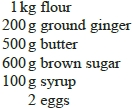 1 kg flour
200 g ground ginger
500 g butter
600 g brown sugar
100 g syrup
2 eggs